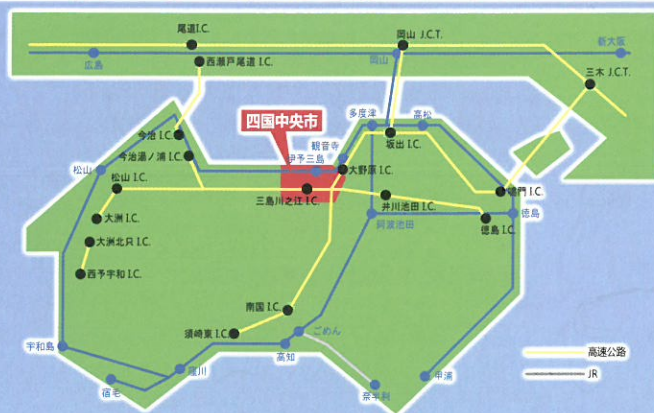 尾道I.C.
岡山 J.C.T.
広島
西瀬戸尾道 I.C.
岡山
新大阪
三木 J.C.T.
四国中央市
多度津
高松
今治 I.C.
観音寺
坂出 I.C.
今治湯ノ浦 I.C.
伊予三島
大野原 I.C.
松山
松山 I.C.
三島川之江 I.C.
井川池田 I.C.
鳴門 I.C.
大洲 I.C.
阿波池田
徳島 I.C.
徳島
大洲北只 I.C.
西予宇和 I.C.
南国 I.C.
須崎東 I.C.
ごめん
宇和島
高知
高速公路
窪川
JR
宿毛
奈半利
甲浦